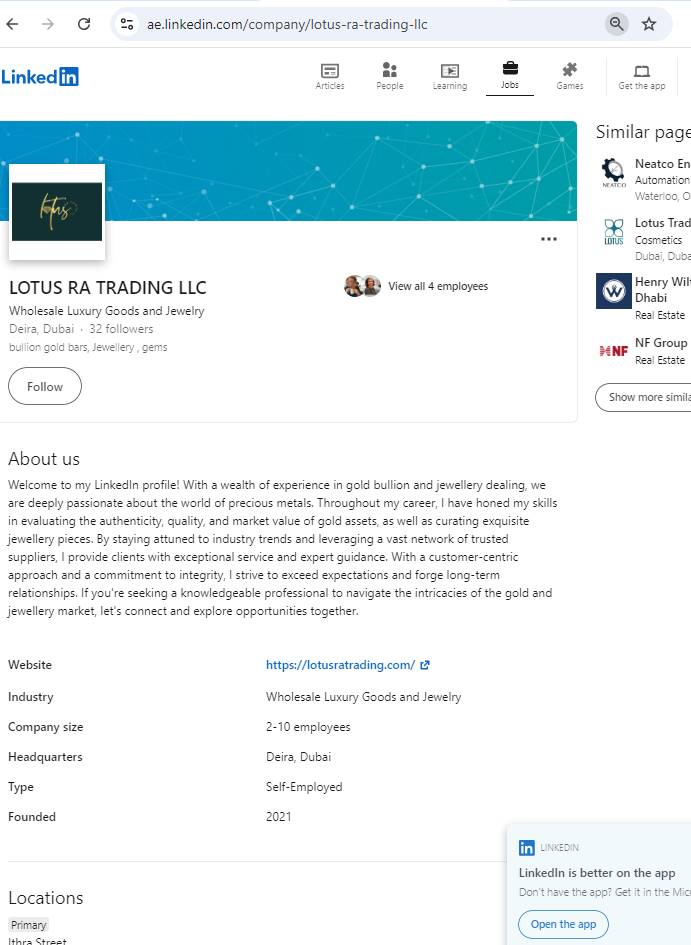 ae.linkedin.com/company/lotus-ra-trading-llc
Linkedin
Articles
People
Learning
Jobs
Games
Get the app
lotus
LOTUS RA TRADING LLC
Wholesale Luxury Goods and Jewelry
Deira, Dubai · 32 followers
bullion gold bars, Jewellery , gems
View all 4 employees
Follow
Similar page
NEATCO
Neatco En
Automation
Waterloo, O
LOTUS
Lotus Trad
Cosmetics
Dubai, Duba
W
Henry Wilt
Dhabi
Real Estate
NF
NF Group
Real Estate
Show more simila
About us
Welcome to my LinkedIn profile! With a wealth of experience in gold bullion and jewellery dealing, we
are deeply passionate about the world of precious metals. Throughout my career, I have honed my skills
in evaluating the authenticity, quality, and market value of gold assets, as well as curating exquisite
jewellery pieces. By staying attuned to industry trends and leveraging a vast network of trusted
suppliers, I provide clients with exceptional service and expert guidance. With a customer-centric
approach and a commitment to integrity, I strive to exceed expectations and forge long-term
relationships. If you're seeking a knowledgeable professional to navigate the intricacies of the gold and
jewellery market, let's connect and explore opportunities together.
Website https://lotusratrading.com/
Industry Wholesale Luxury Goods and Jewelry
Company size 2-10 employees
Headquarters Deira, Dubai
Type Self-Employed
Founded 2021
Locations
Primary
Ithra Street
in LINKEDIN
LinkedIn is better on the app
Don't have the app? Get it in the Mic
Open the app